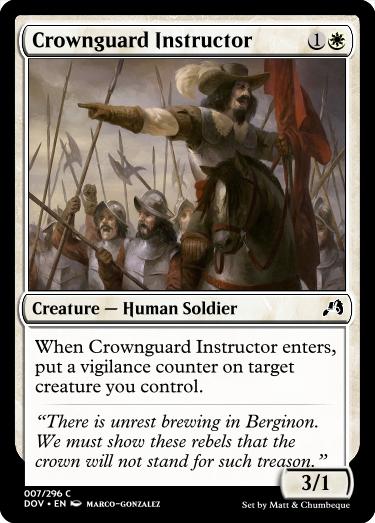 Crownguard Instructor 1
Creature — Human Soldier
When Crownguard Instructor enters,
put a vigilance counter on target
creature you control.
“There is unrest brewing in Berginon.
We must show these rebels that the
crown will not stand for such treason.”
3/1
007/296 C
DOV • EN MARCO-GONZALEZ
Set by Matt & Chumbeque